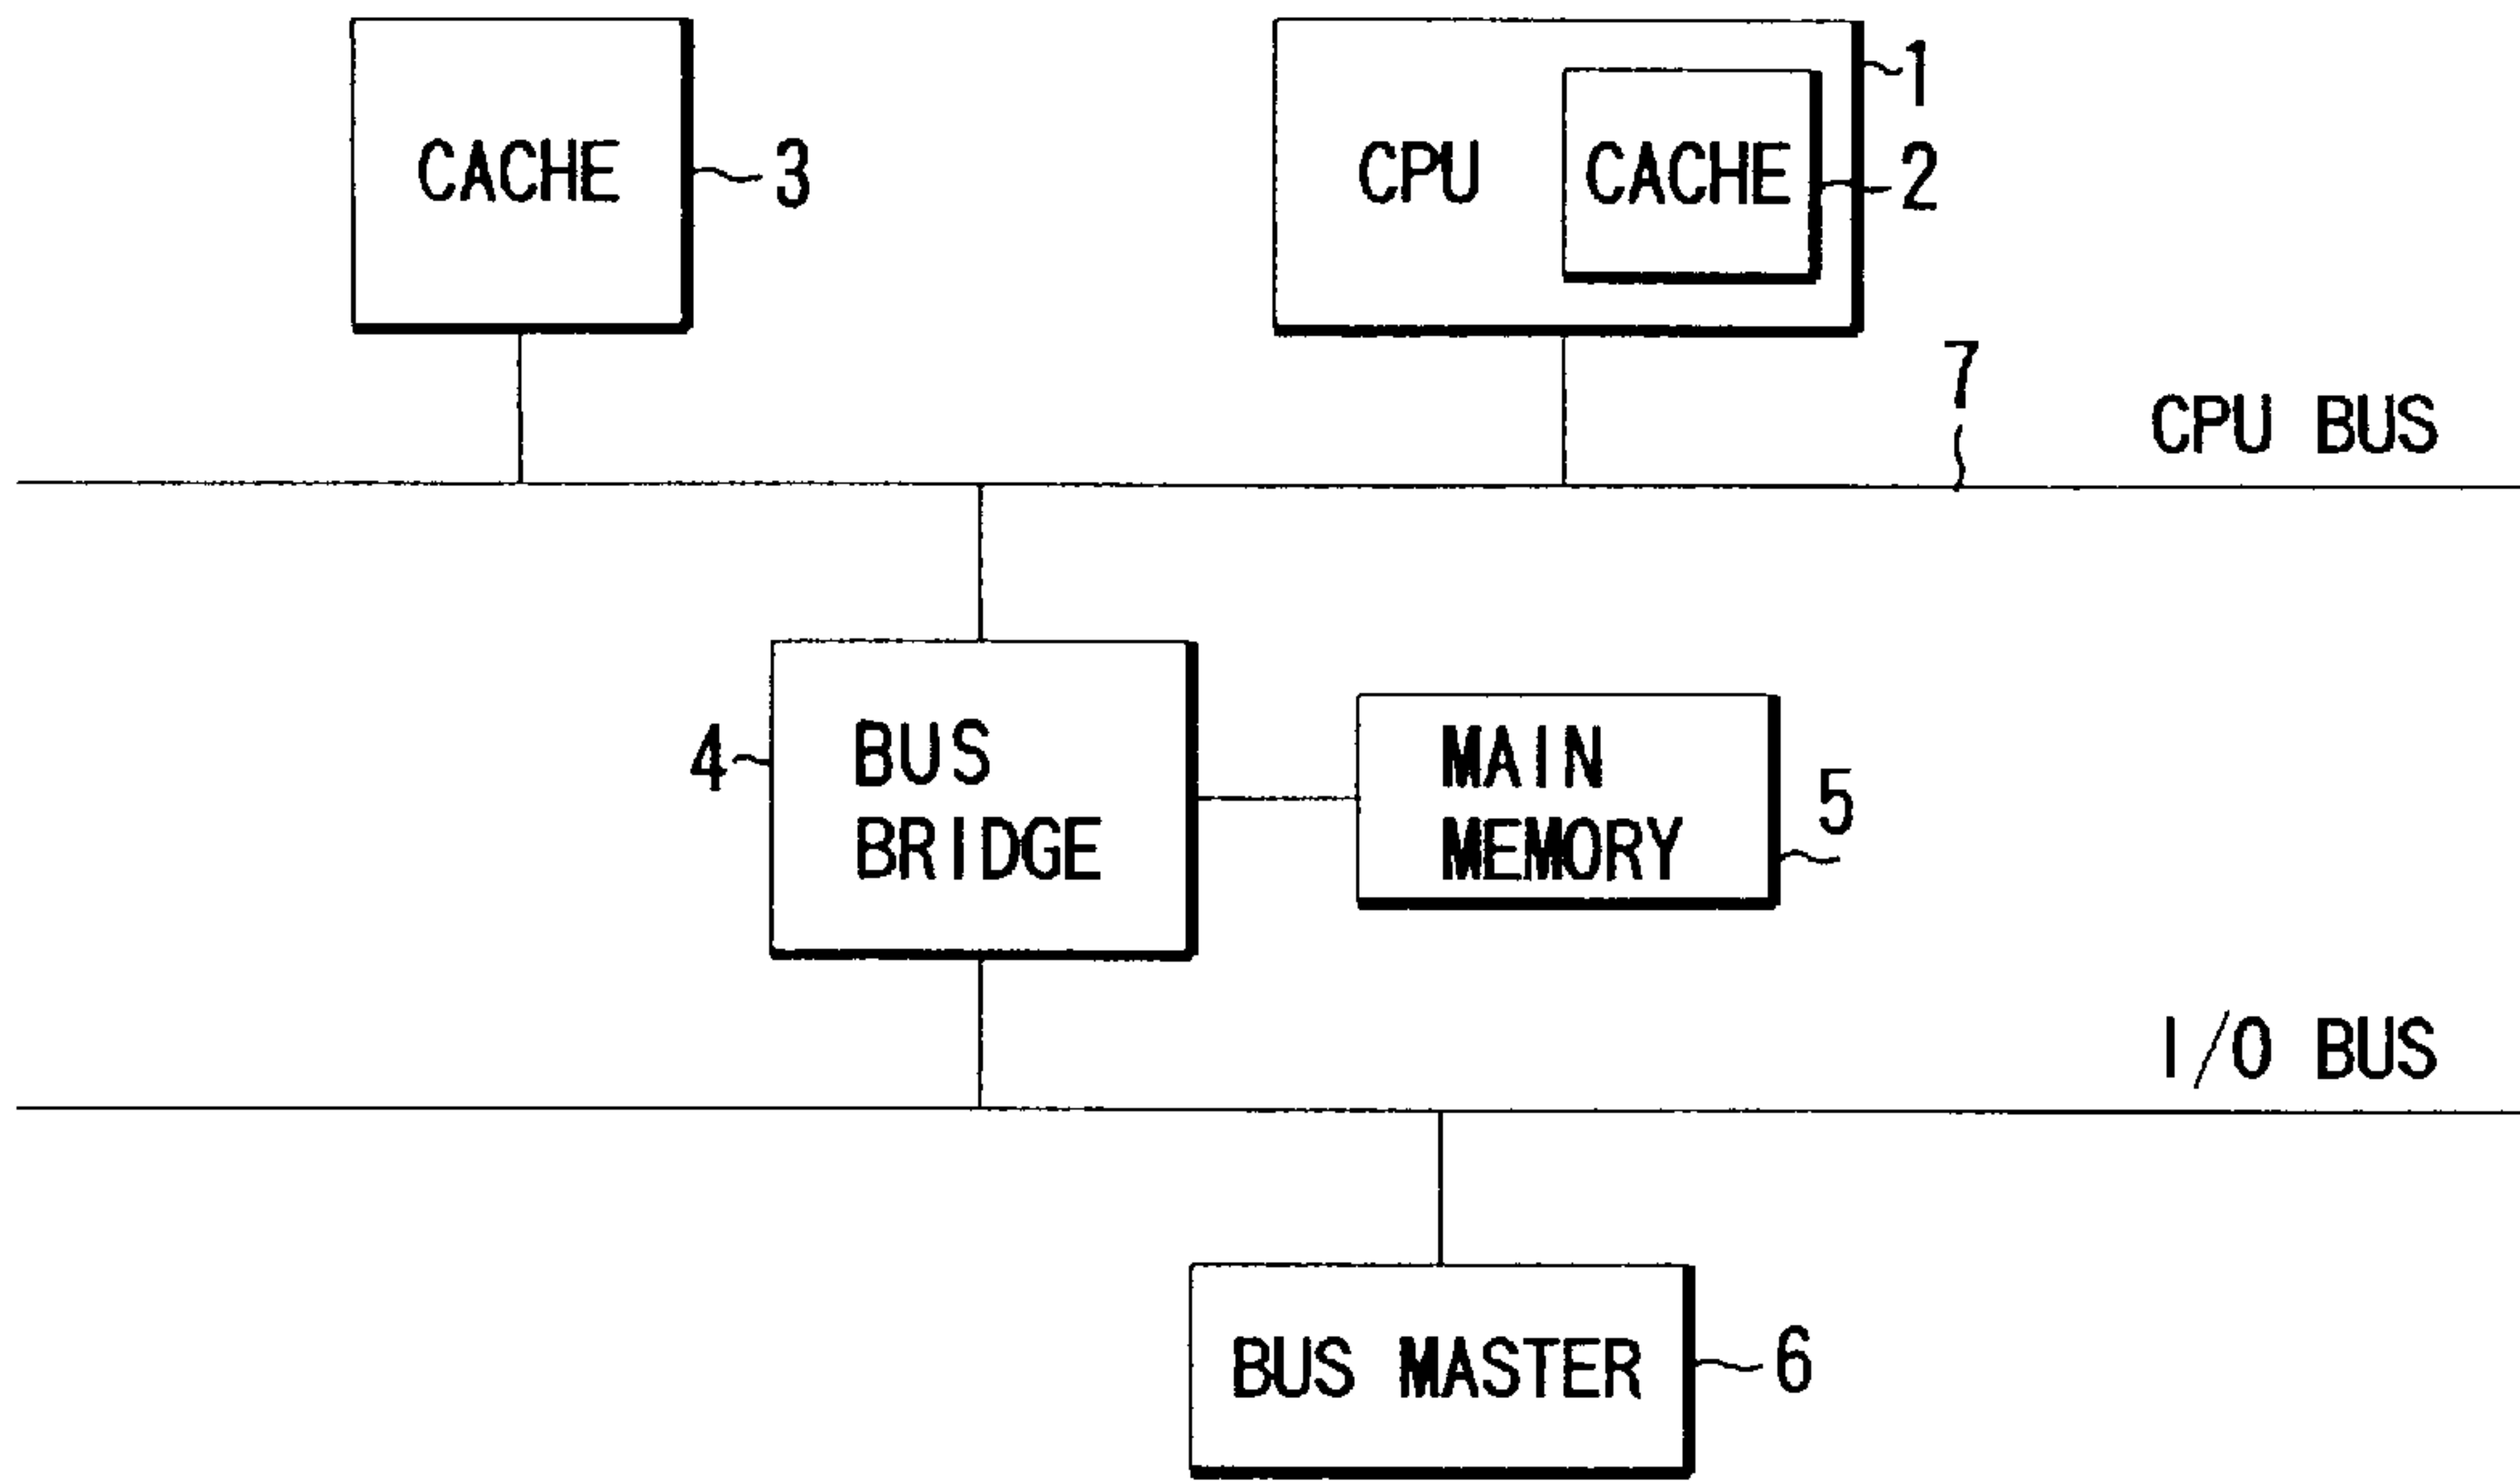 CACHE
3
CPU
CACHE
1
2
7
CPU BUS
4
BUS
BRIDGE
MAIN
MEMORY
5
I/O BUS
BUS MASTER
6